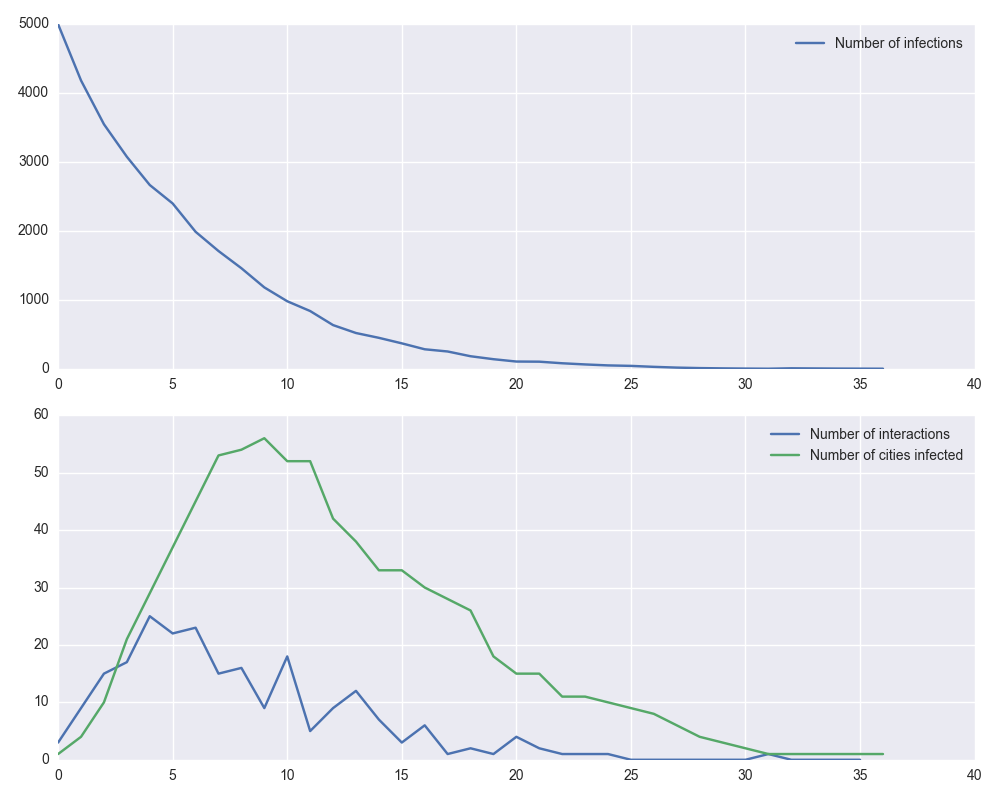 5000
Number of infections
4000
3000
2000
1000
0
0 5 10 15 20 25 30 35 40
60
Number of interactions
Number of cities infected
50
40
30
20
10
0
0 5 10 15 20 25 30 35 40